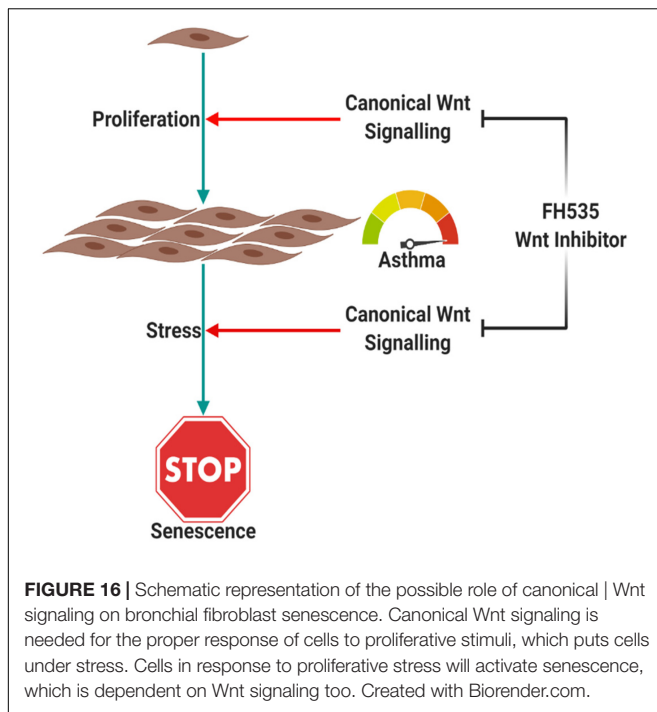 Proliferation
Canonical Wnt
Signalling
FH535
Wnt Inhibitor
Asthma
Stress
Canonical Wnt
Signalling
STOP
Senescence
FIGURE 16 | Schematic representation of the possible role of canonical | Wnt
signaling on bronchial fibroblast senescence. Canonical Wnt signaling is
needed for the proper response of cells to proliferative stimuli, which puts cells
under stress. Cells in response to proliferative stress will activate senescence,
which is dependent on Wnt signaling too. Created with Biorender.com.